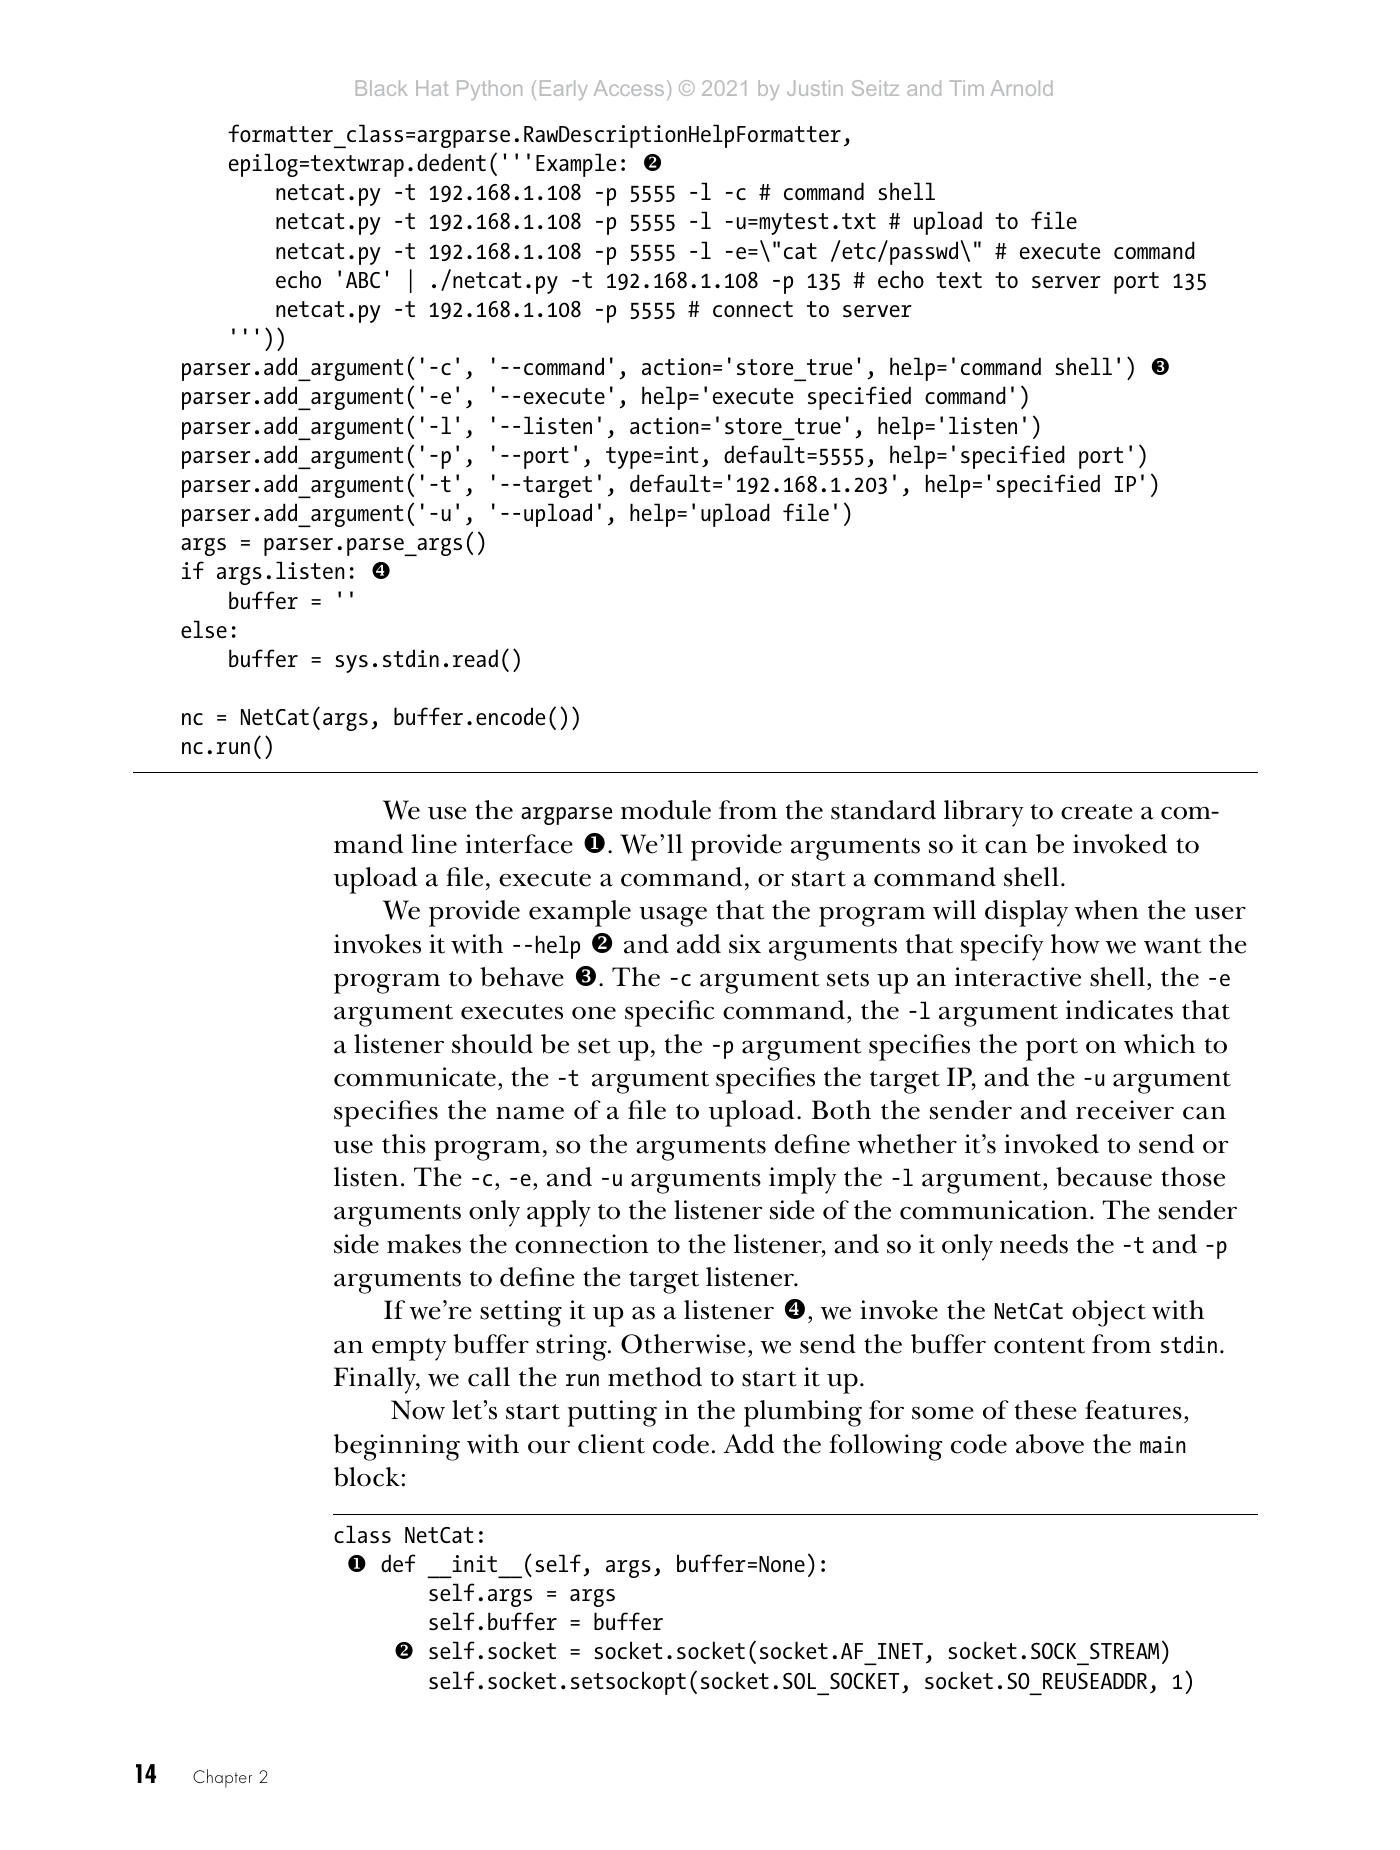 Black Hat Python (Early Access) © 2021 by Justin Seitz and Tim Arnold
        formatter_class=argparse.RawDescriptionHelpFormatter,
        epilog=textwrap.dedent('''Example: ❷
            netcat.py -t 192.168.1.108 -p 5555 -l -c # command shell
            netcat.py -t 192.168.1.108 -p 5555 -l -u=mytest.txt # upload to file
            netcat.py -t 192.168.1.108 -p 5555 -l -e=\"cat /etc/passwd\" # execute command
            echo 'ABC' | ./netcat.py -t 192.168.1.108 -p 135 # echo text to server port 135
            netcat.py -t 192.168.1.108 -p 5555 # connect to server
        '''))
    parser.add_argument('-c', '--command', action='store_true', help='command shell') ❸
    parser.add_argument('-e', '--execute', help='execute specified command')
    parser.add_argument('-l', '--listen', action='store_true', help='listen')
    parser.add_argument('-p', '--port', type=int, default=5555, help='specified port')
    parser.add_argument('-t', '--target', default='192.168.1.203', help='specified IP')
    parser.add_argument('-u', '--upload', help='upload file')
    args = parser.parse_args()
    if args.listen: ❹
        buffer = ''
    else:
        buffer = sys.stdin.read()

    nc = NetCat(args, buffer.encode())
    nc.run()
We use the argparse module from the standard library to create a com-
mand line interface ❶. We’ll provide arguments so it can be invoked to
upload a file, execute a command, or start a command shell.
We provide example usage that the program will display when the user
invokes it with --help ❷ and add six arguments that specify how we want the
program to behave ❸. The -c argument sets up an interactive shell, the -e
argument executes one specific command, the -l argument indicates that
a listener should be set up, the -p argument specifies the port on which to
communicate, the -t argument specifies the target IP, and the -u argument
specifies the name of a file to upload. Both the sender and receiver can
use this program, so the arguments define whether it’s invoked to send or
listen. The -c, -e, and -u arguments imply the -l argument, because those
arguments only apply to the listener side of the communication. The sender
side makes the connection to the listener, and so it only needs the -t and -p
arguments to define the target listener.
If we’re setting it up as a listener ❹, we invoke the NetCat object with
an empty buffer string. Otherwise, we send the buffer content from stdin.
Finally, we call the run method to start it up.
Now let’s start putting in the plumbing for some of these features,
beginning with our client code. Add the following code above the main
block:
class NetCat:
 ❶ def __init__(self, args, buffer=None):
        self.args = args
        self.buffer = buffer
     ❷ self.socket = socket.socket(socket.AF_INET, socket.SOCK_STREAM)
        self.socket.setsockopt(socket.SOL_SOCKET, socket.SO_REUSEADDR, 1)
14 Chapter 2